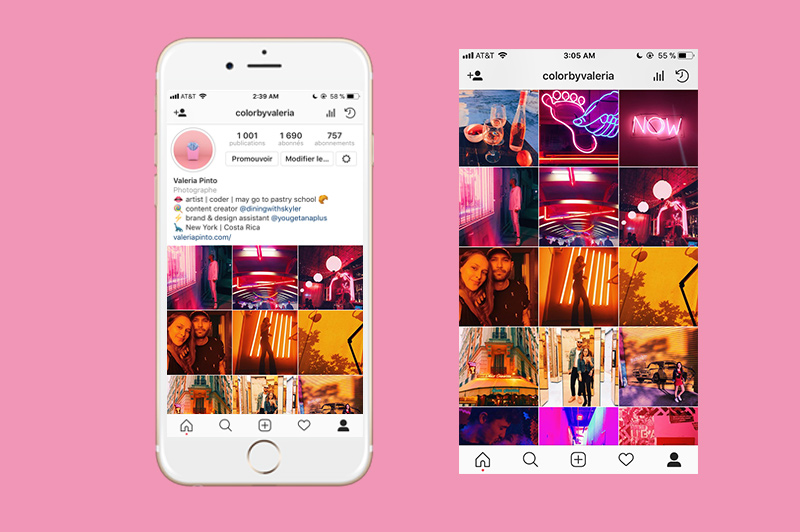 AT&T 2:39 AM 58 %
colorbyvaleria
1 001 1 690 757
publications abonnés abonnements
Promouvoir Modifier le...
Valeria Pinto
Photographe
artist | coder | may go to pastry school
content creator @diningwithskyler
brand & design assistant @yougetanaplus
New York | Costa Rica
valeriapinto.com/
AT&T 3:05 AM 55 %
colorbyvaleria
NOW